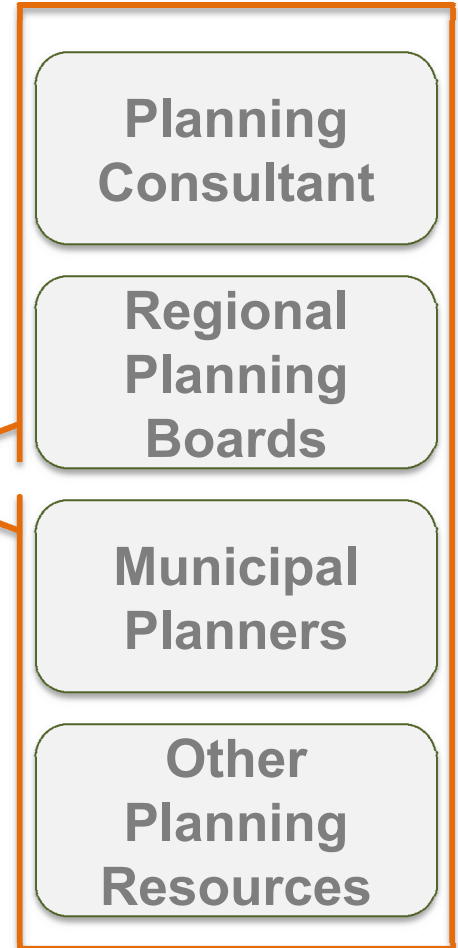 Planning
Consultant
Regional
Planning
Boards
Municipal
Planners
Other
Planning
Resources